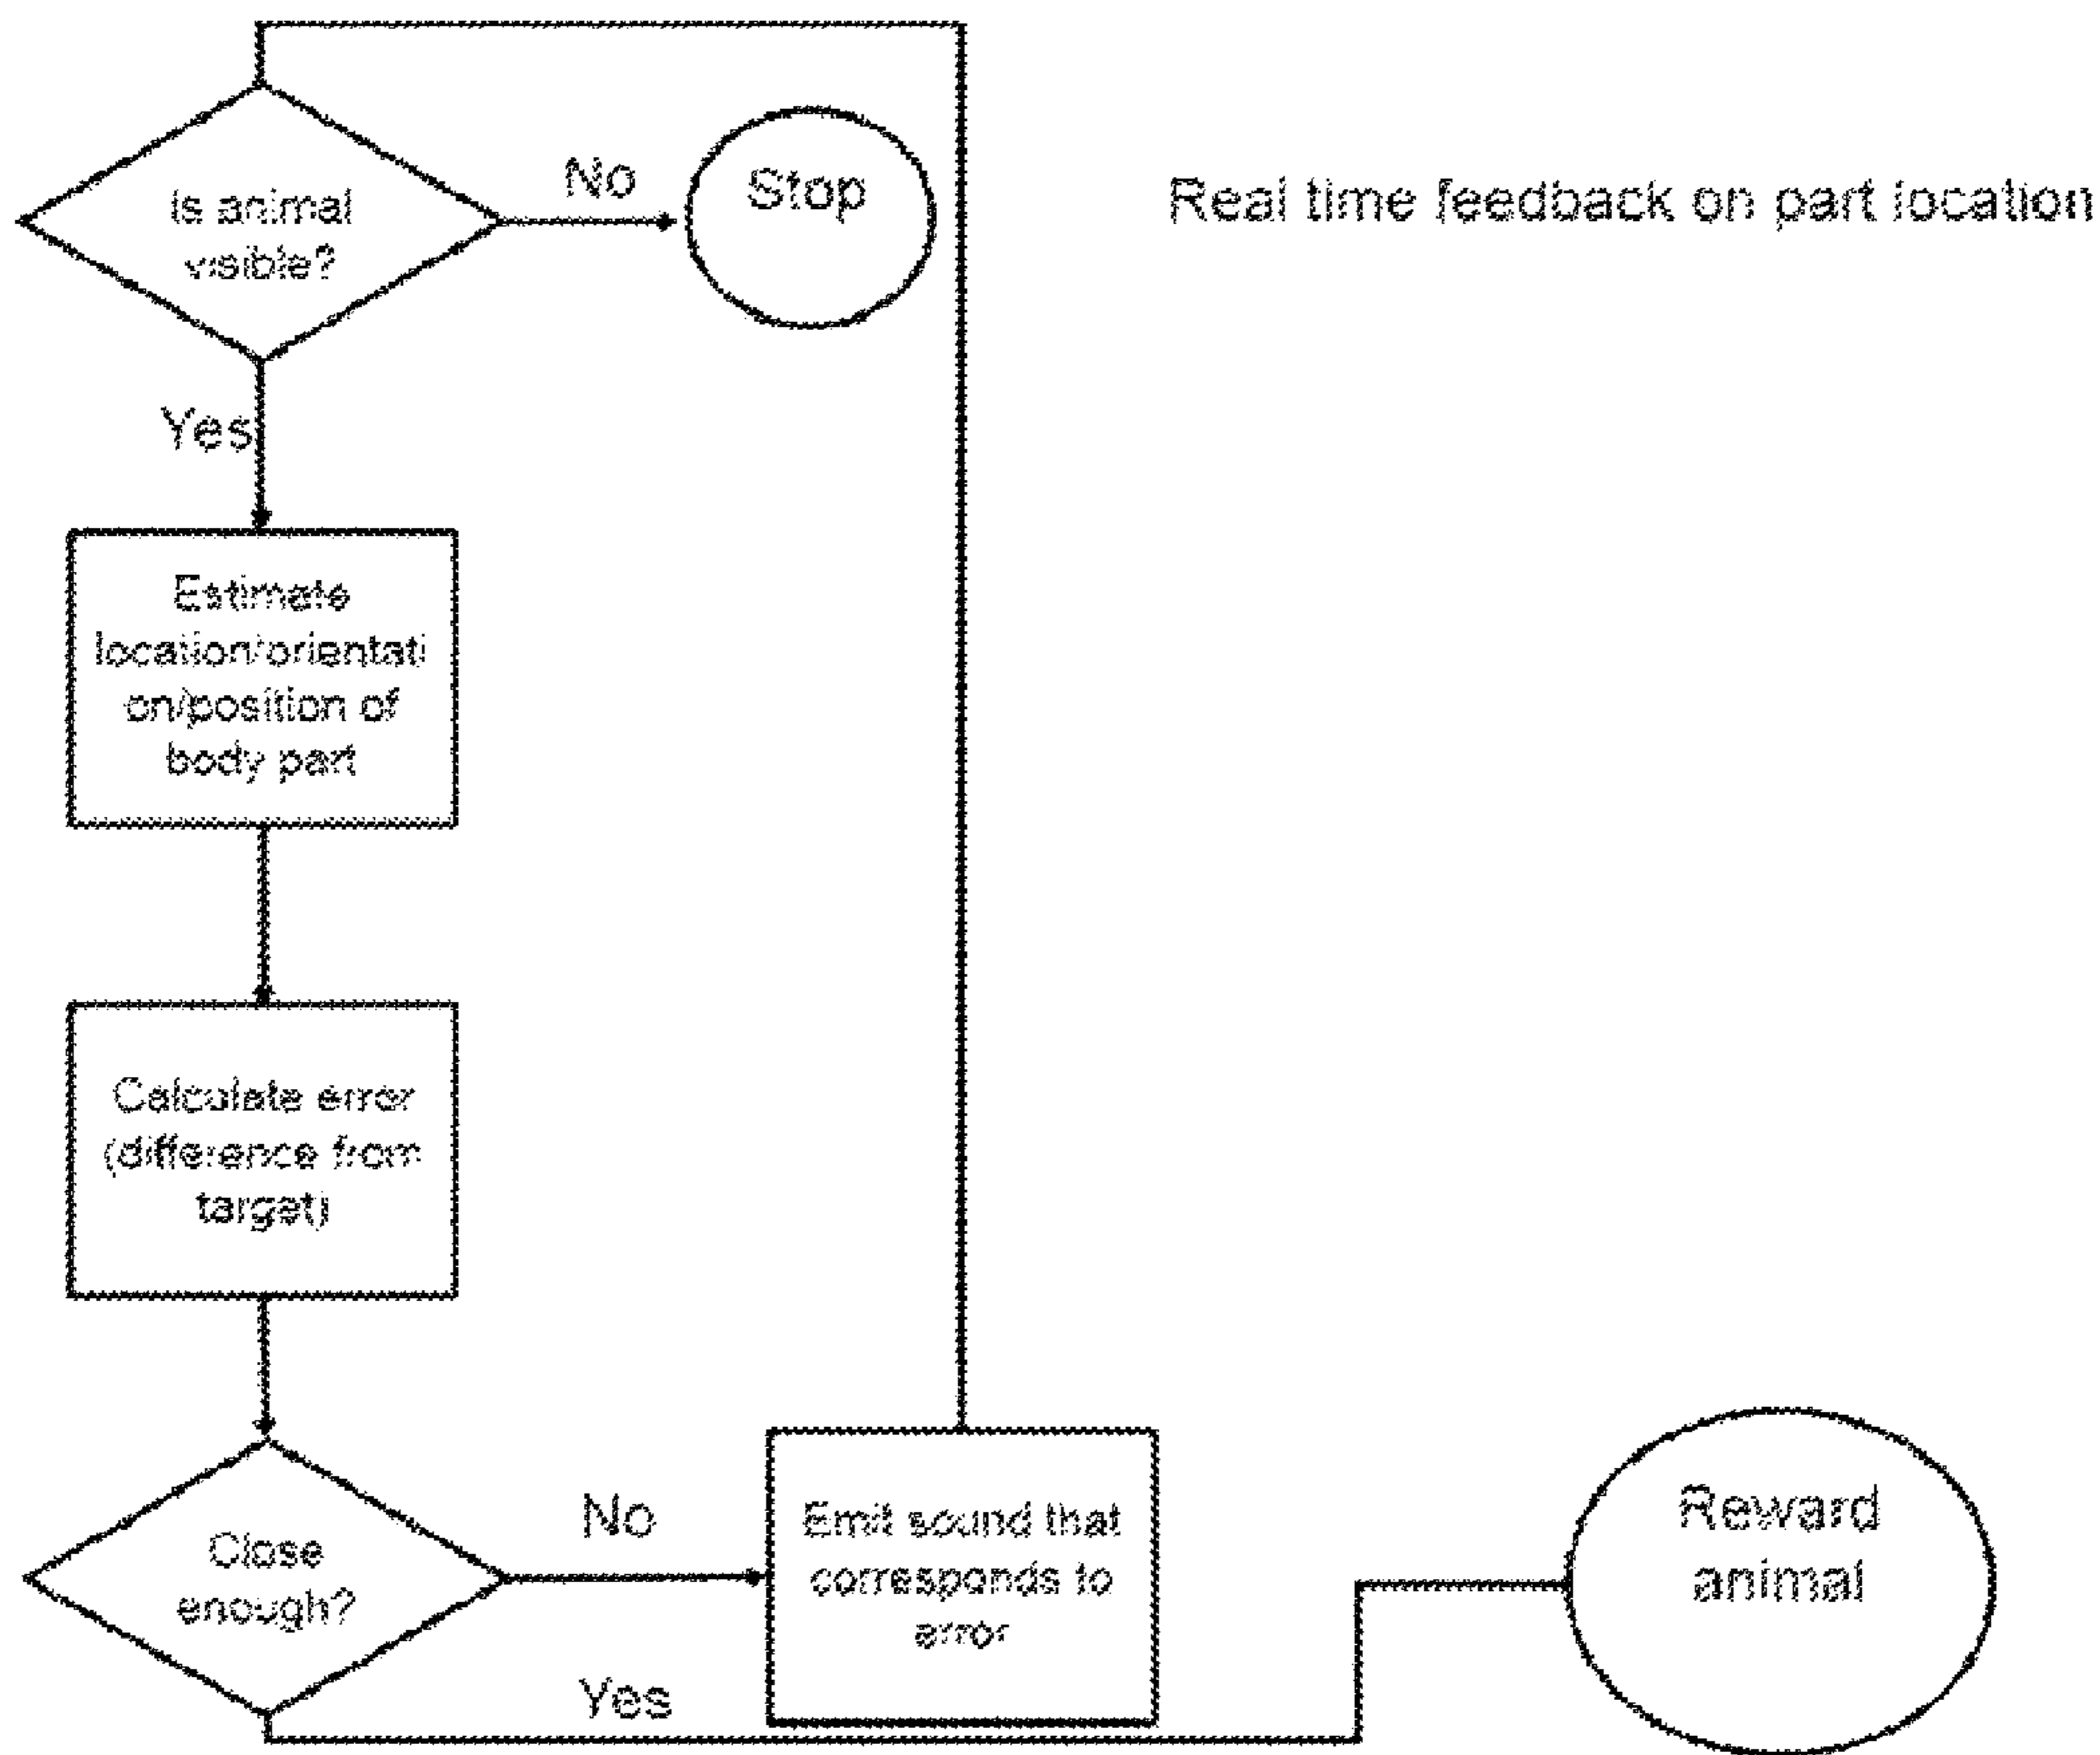 Is animal
visible?
No
Stop
Real time feedback on part location
Yes
Estimate
location/orientati
on/position of
body part
Calculate error
(difference from
target)
Close
enough?
No
Emit sound that
corresponds to
error
Yes
Reward
animal